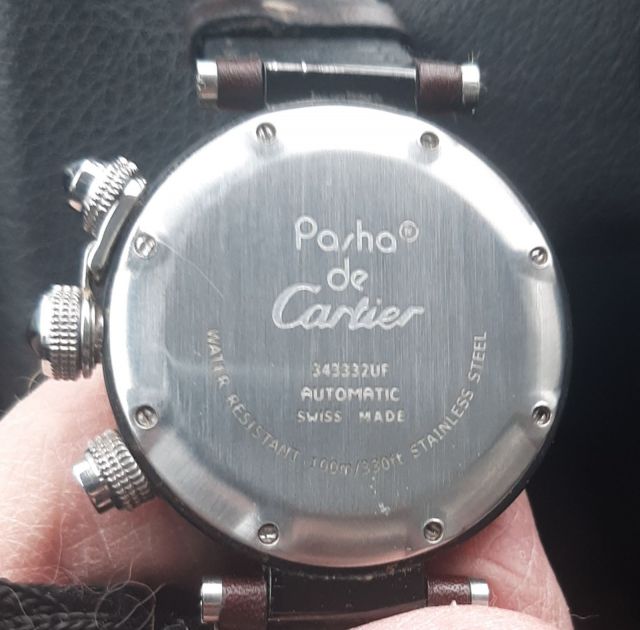 Pasha®
de
Cartier
343332UF
AUTOMATIC
SWISS MADE
WATER RESISTANT 100m/330ft STAINLESS STEEL